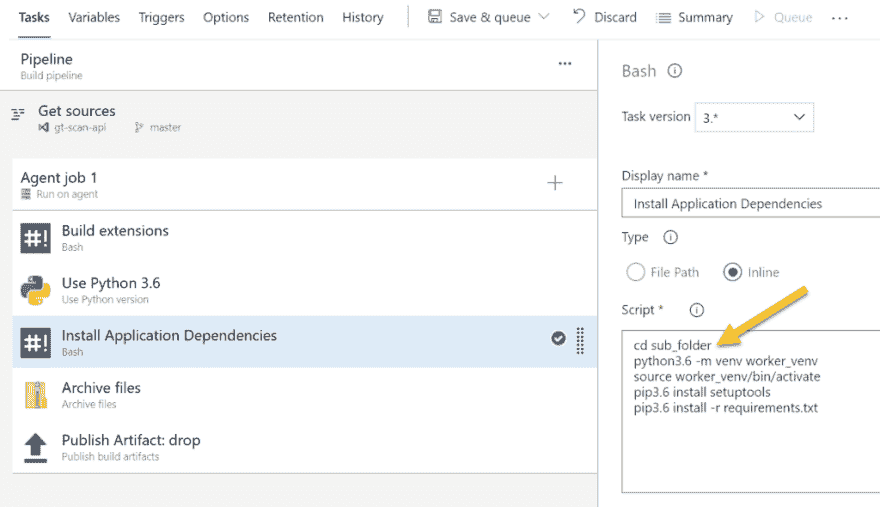 Tasks Variables Triggers Options Retention History Save & queue Discard Summary Queue ...
Pipeline
Build pipeline
...
Get sources
gt-scan-api master
Agent job 1
Run on agent
#! Build extensions
Bash
Use Python 3.6
Use Python version
#! Install Application Dependencies
Bash
Archive files
Archive files
Publish Artifact: drop
Publish build artifacts
Bash
Task version 3.*
Display name *
Install Application Dependencies
Type
File Path Inline
Script *
cd sub_folder
python3.6 -m venv worker_venv
source worker_venv/bin/activate
pip3.6 install setuptools
pip3.6 install -r requirements.txt